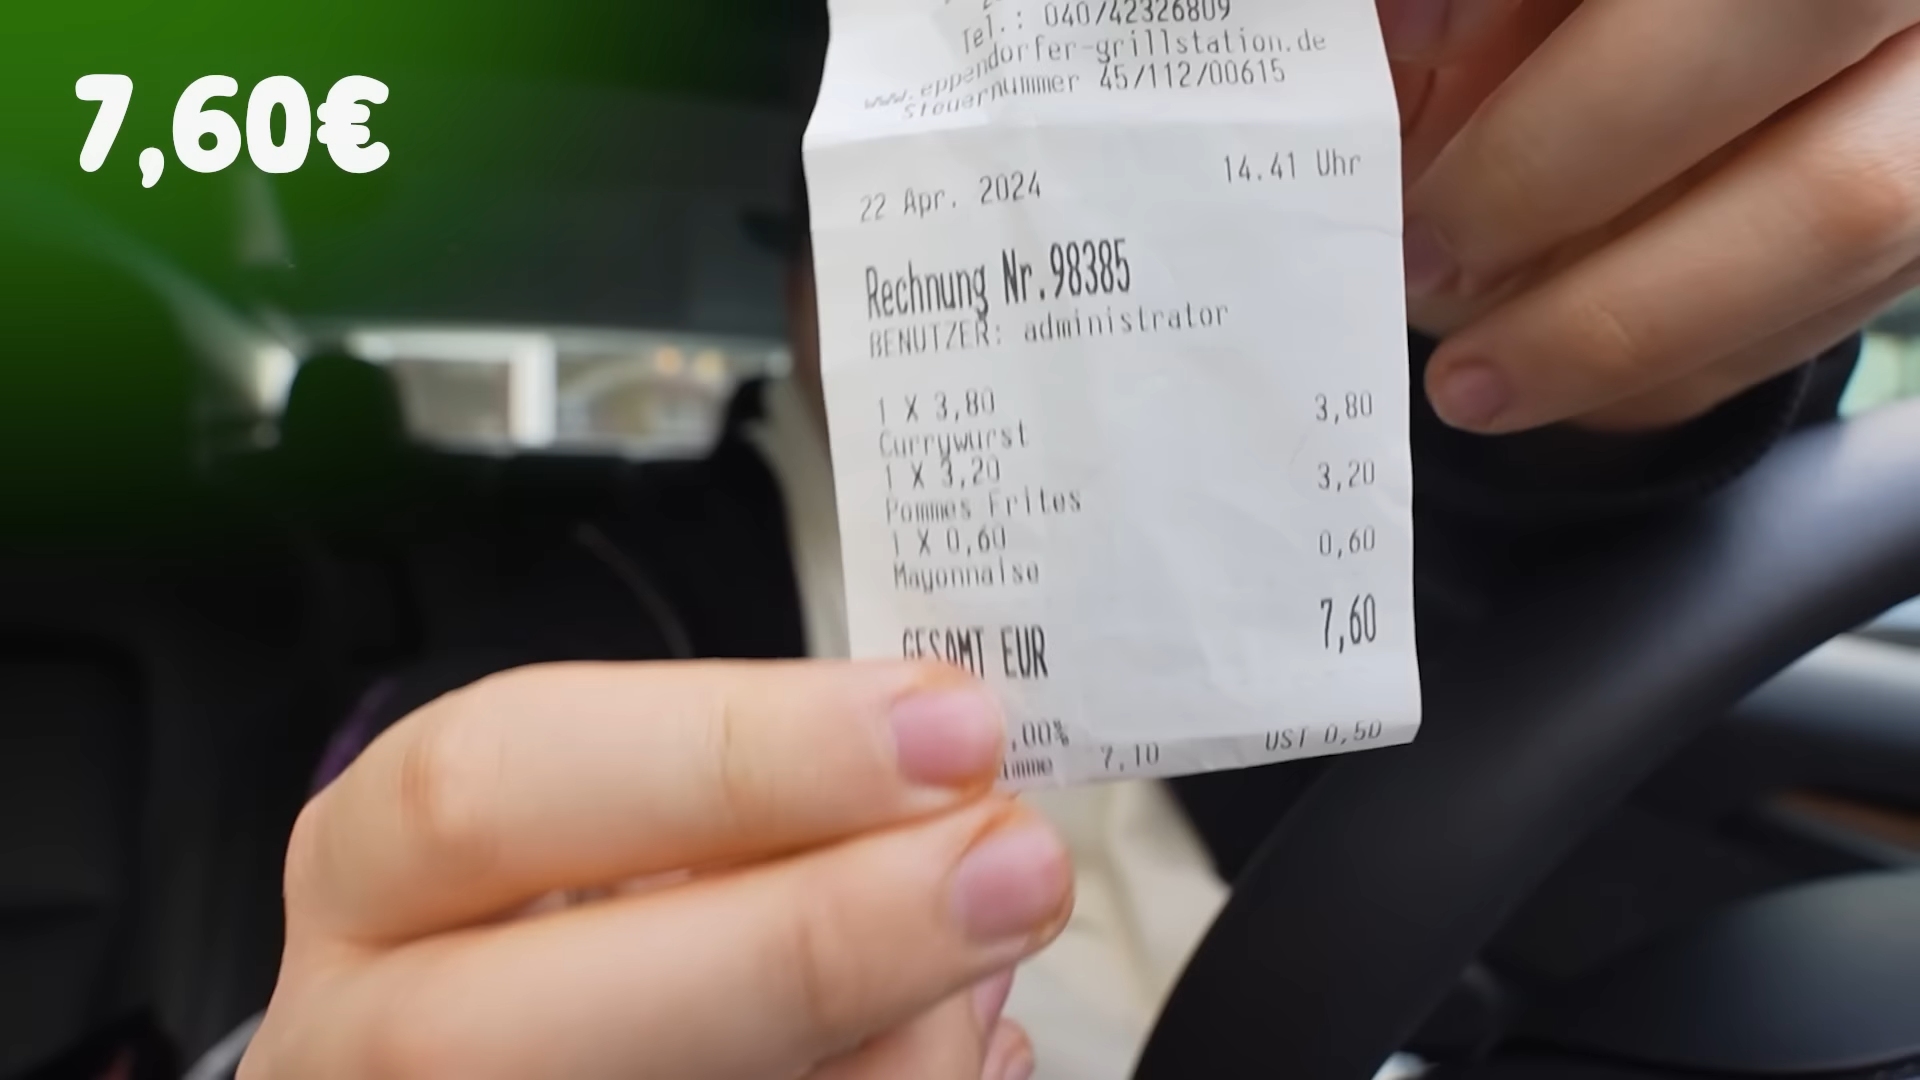 7,60€
Tel.: 040/42326809
www.eppendorfer-grillstation.de
Steuernummer 45/112/00615
22 Apr. 2024 14.41 Uhr
Rechnung Nr.98385
BENUTZER: administrator
1 X 3,80 3,80
Currywurst
1 X 3,20 3,20
Pommes Frites
1 X 0,60 0,60
Mayonnaise
GESAMT EUR 7,60
,00% UST 0,50
7,10